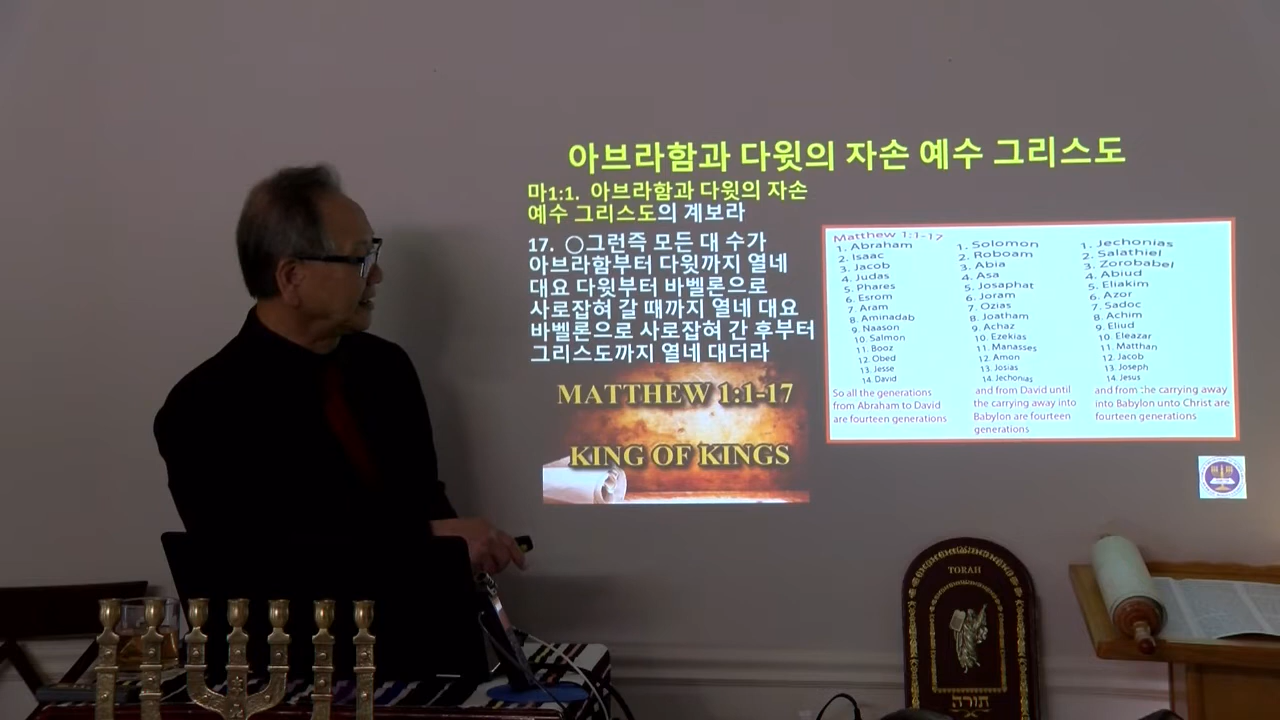 아브라함과 다윗의 자손 예수 그리스도
마1:1. 아브라함과 다윗의 자손
예수 그리스도의 계보라
17. ○그런즉 모든 대 수가
아브라함부터 다윗까지 열네
대요 다윗부터 바벨론으로
사로잡혀 갈 때까지 열네 대요
바벨론으로 사로잡혀 간 후부터
그리스도까지 열네 대더라
MATTHEW 1:1-17
KING OF KINGS
Matthew 1:1-17
1. Abraham
2. Isaac
3. Jacob
4. Judas
5. Phares
6. Esrom
7. Aram
8. Aminadab
9. Naason
10. Salmon
11. Booz
12. Obed
13. Jesse
14. David
So all the generations
from Abraham to David
are fourteen generations
1. Solomon
2. Roboam
3. Abia
4. Asa
5. Josaphat
6. Joram
7. Ozias
8. Joatham
9. Achaz
10. Ezekias
11. Manasses
12. Amon
13. Josias
14. Jechonias
and from David until
the carrying away into
Babylon are fourteen
generations
1. Jechonias
2. Salathiel
3. Zorobabel
4. Abiud
5. Eliakim
6. Azor
7. Sadoc
8. Achim
9. Eliud
10. Eleazar
11. Matthan
12. Jacob
13. Joseph
14. Jesus
and from the carrying away
into Babylon unto Christ are
fourteen generations
TORAH
תורה